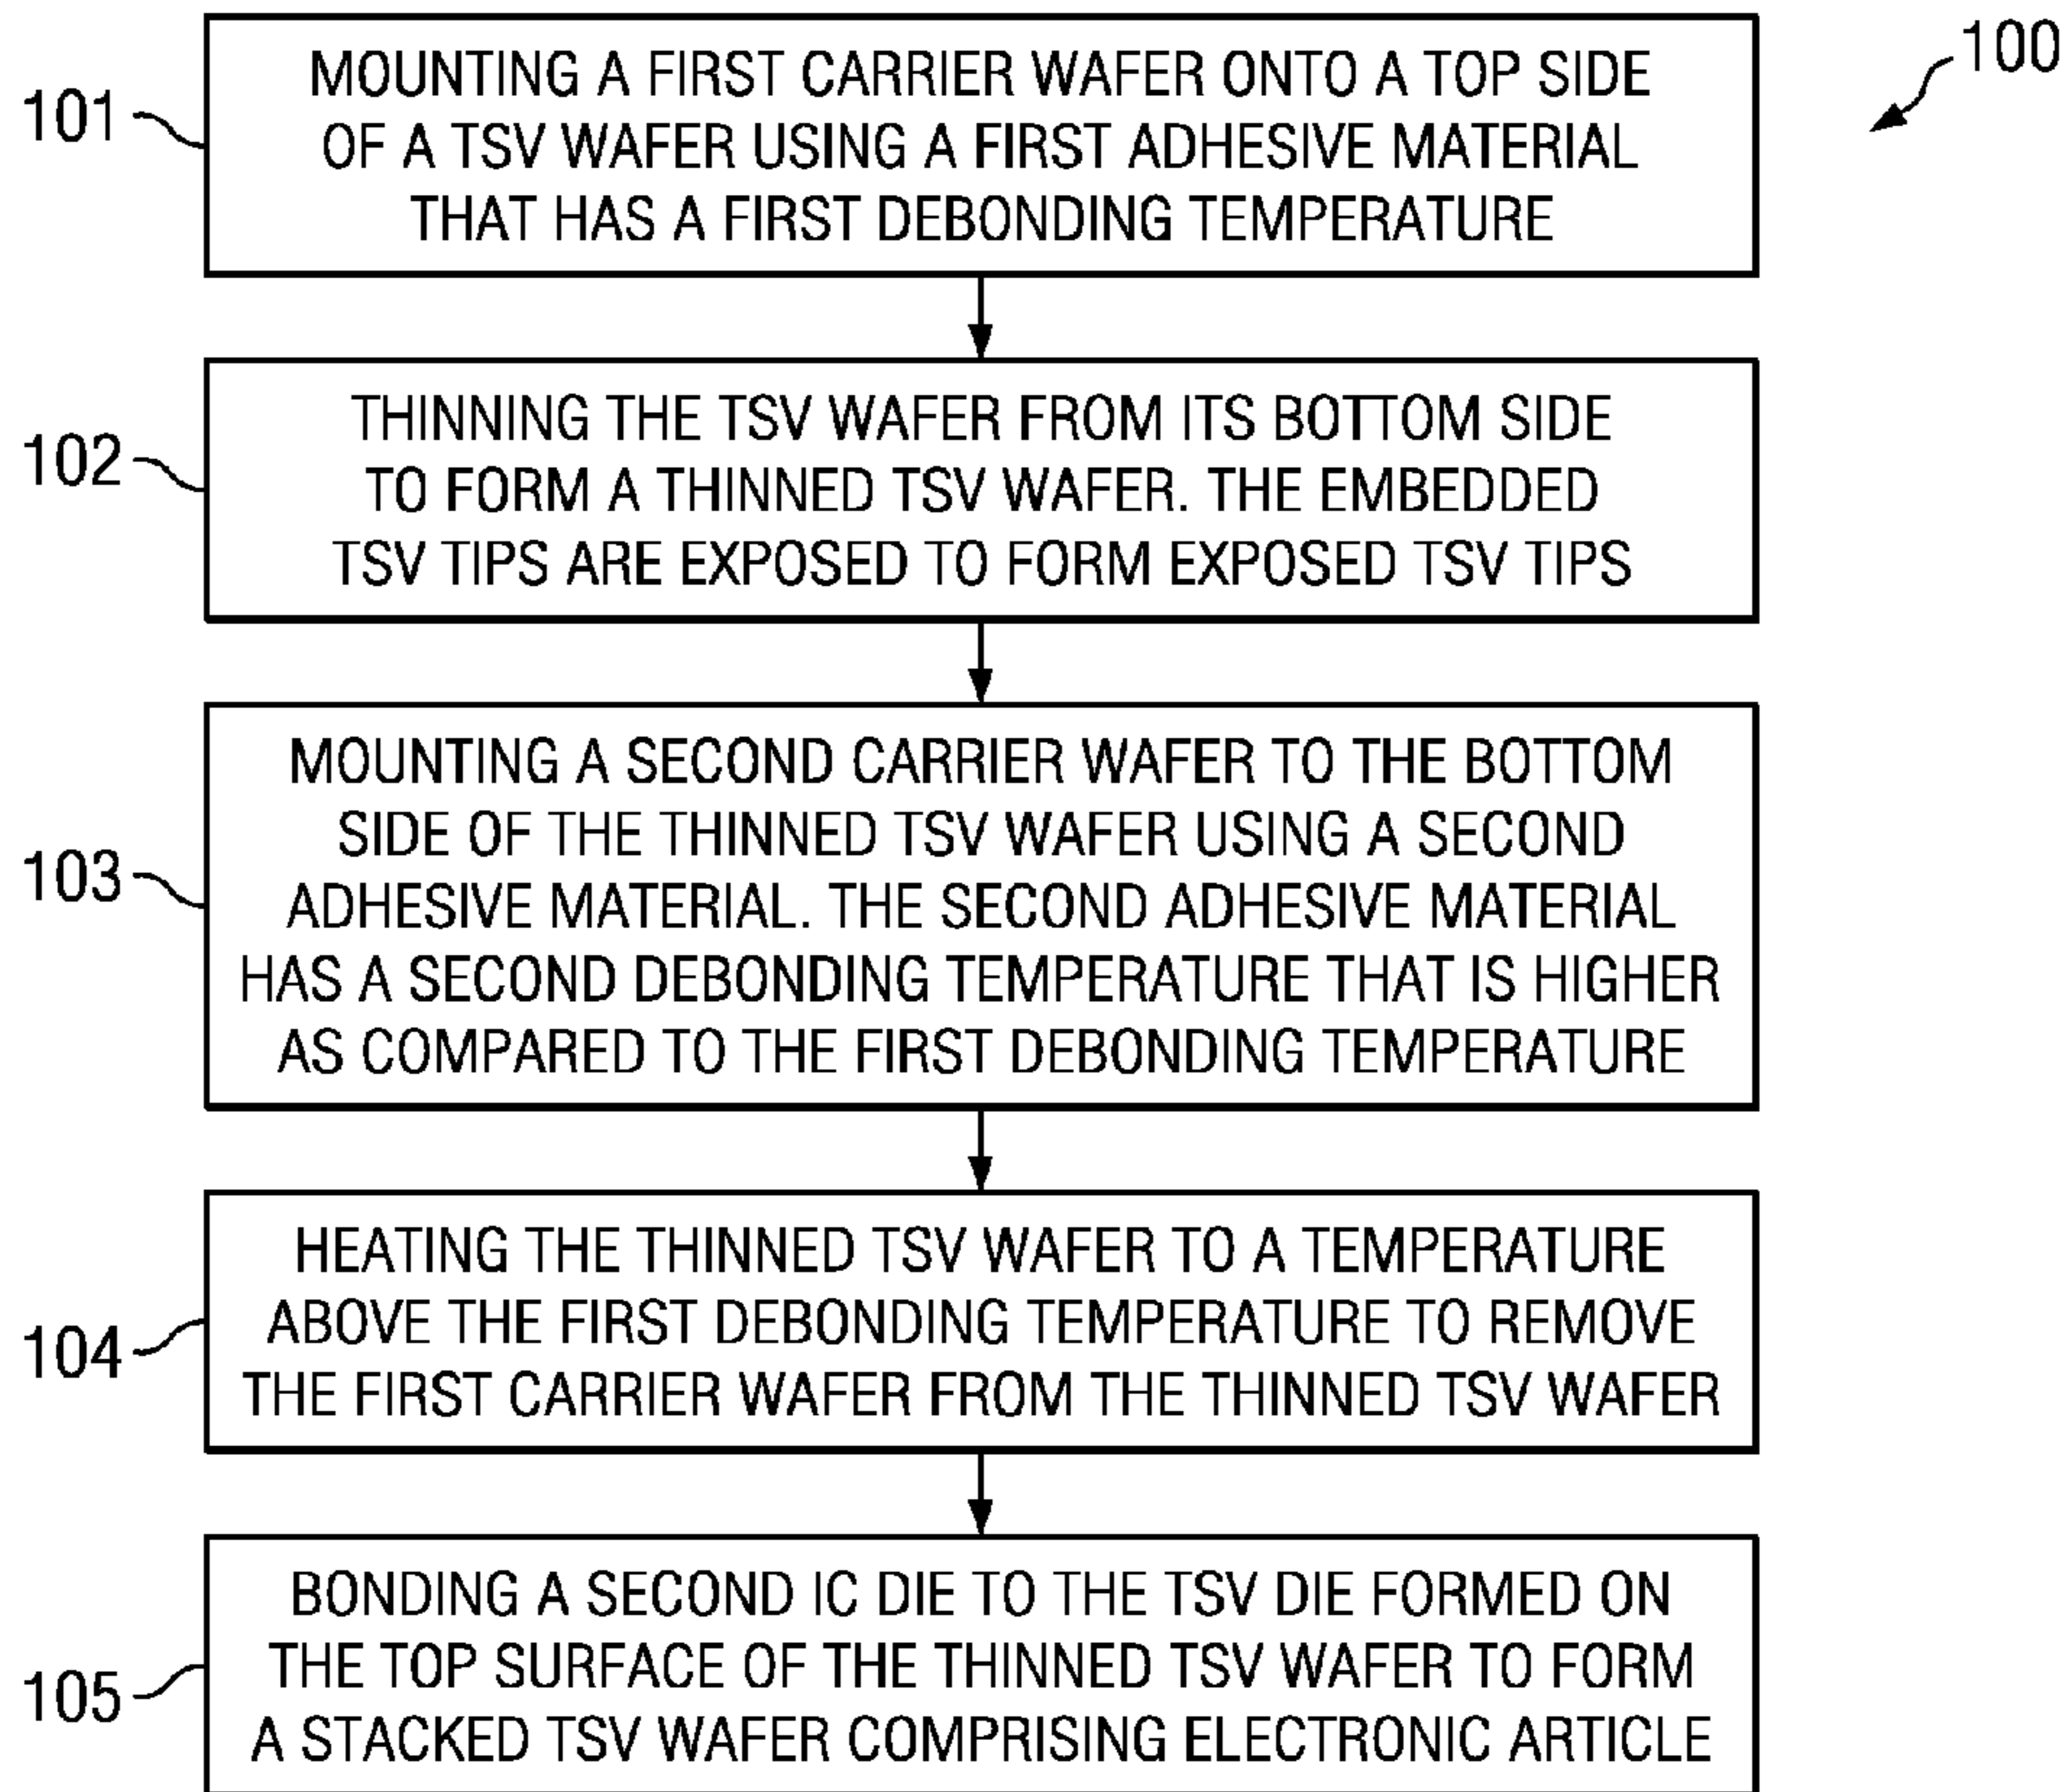 100
101
MOUNTING A FIRST CARRIER WAFER ONTO A TOP SIDE
OF A TSV WAFER USING A FIRST ADHESIVE MATERIAL
THAT HAS A FIRST DEBONDING TEMPERATURE
102
THINNING THE TSV WAFER FROM ITS BOTTOM SIDE
TO FORM A THINNED TSV WAFER. THE EMBEDDED
TSV TIPS ARE EXPOSED TO FORM EXPOSED TSV TIPS
103
MOUNTING A SECOND CARRIER WAFER TO THE BOTTOM
SIDE OF THE THINNED TSV WAFER USING A SECOND
ADHESIVE MATERIAL. THE SECOND ADHESIVE MATERIAL
HAS A SECOND DEBONDING TEMPERATURE THAT IS HIGHER
AS COMPARED TO THE FIRST DEBONDING TEMPERATURE
104
HEATING THE THINNED TSV WAFER TO A TEMPERATURE
ABOVE THE FIRST DEBONDING TEMPERATURE TO REMOVE
THE FIRST CARRIER WAFER FROM THE THINNED TSV WAFER
105
BONDING A SECOND IC DIE TO THE TSV DIE FORMED ON
THE TOP SURFACE OF THE THINNED TSV WAFER TO FORM
A STACKED TSV WAFER COMPRISING ELECTRONIC ARTICLE